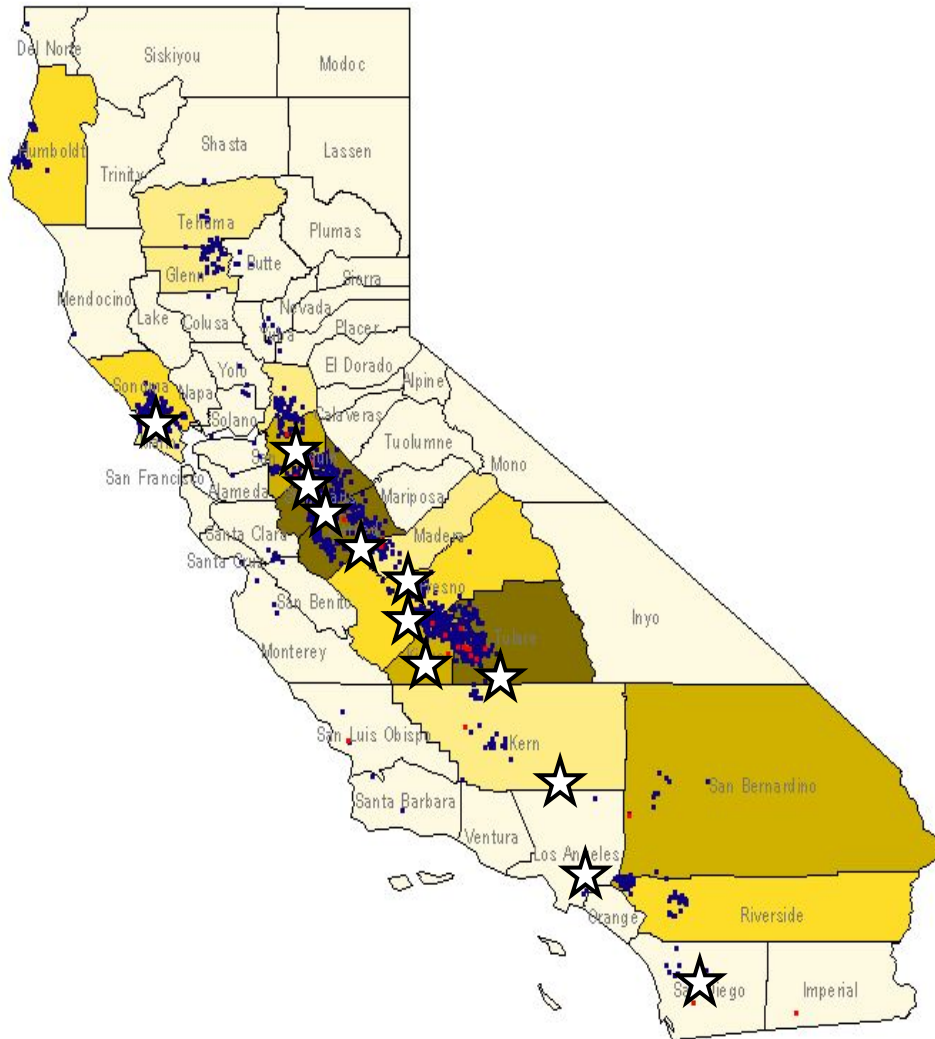 Del Norte
Siskiyou
Modoc
Humboldt
Trinity
Shasta
Lassen
Tehama
Plumas
Glenn
Butte
Mendocino
Sierra
Nevada
Lake
Colusa
Placer
Yolo
El Dorado
Sonoma
Napa
Alpine
Solano
Calaveras
Tuolumne
Mono
San Francisco
Alameda
Mariposa
Santa Clara
Madera
Santa Cruz
San Benito
Inyo
Monterey
Tulare
San Luis Obispo
Kern
San Bernardino
Santa Barbara
Ventura
Los Angeles
Orange
Riverside
Imperial